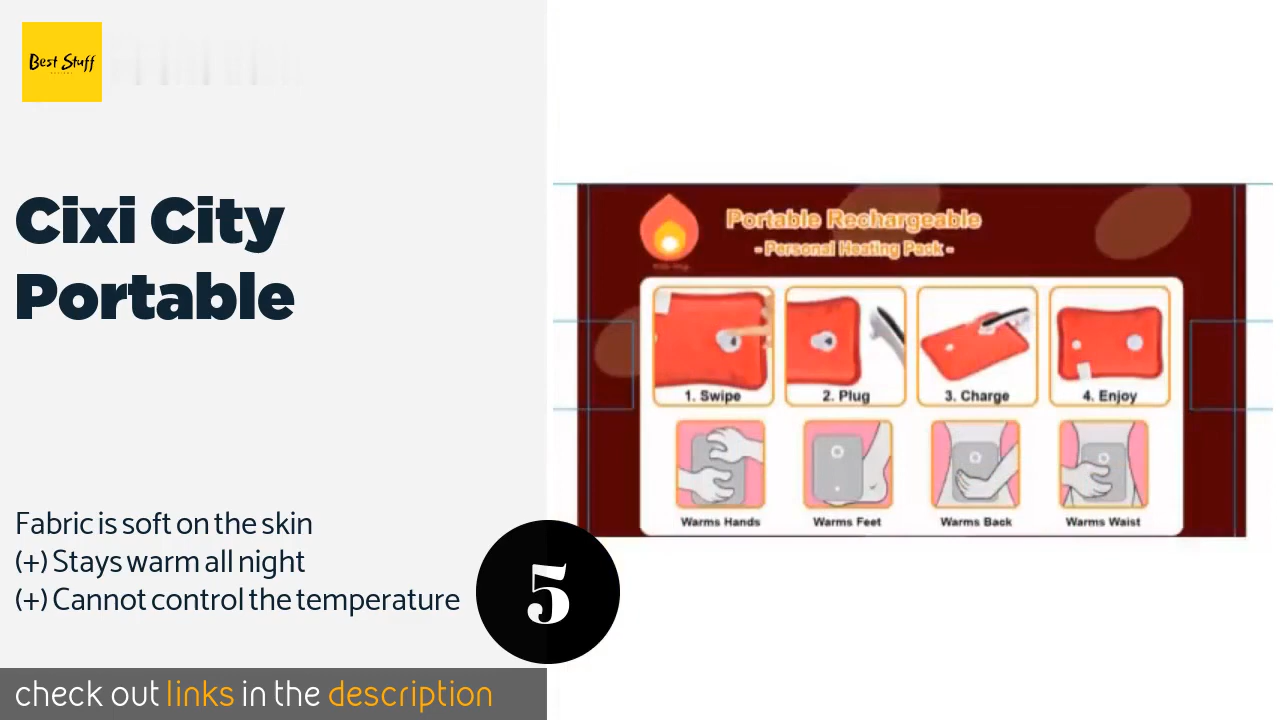 Best Stuff
Cixi City
Portable
Fabric is soft on the skin
(+) Stays warm all night
(+) Cannot control the temperature
5
check out links in the description
Portable Rechargeable
- Personal Heating Pack -
1. Swipe
2. Plug
3. Charge
4. Enjoy
Warms Hands
Warms Feet
Warms Back
Warms Waist